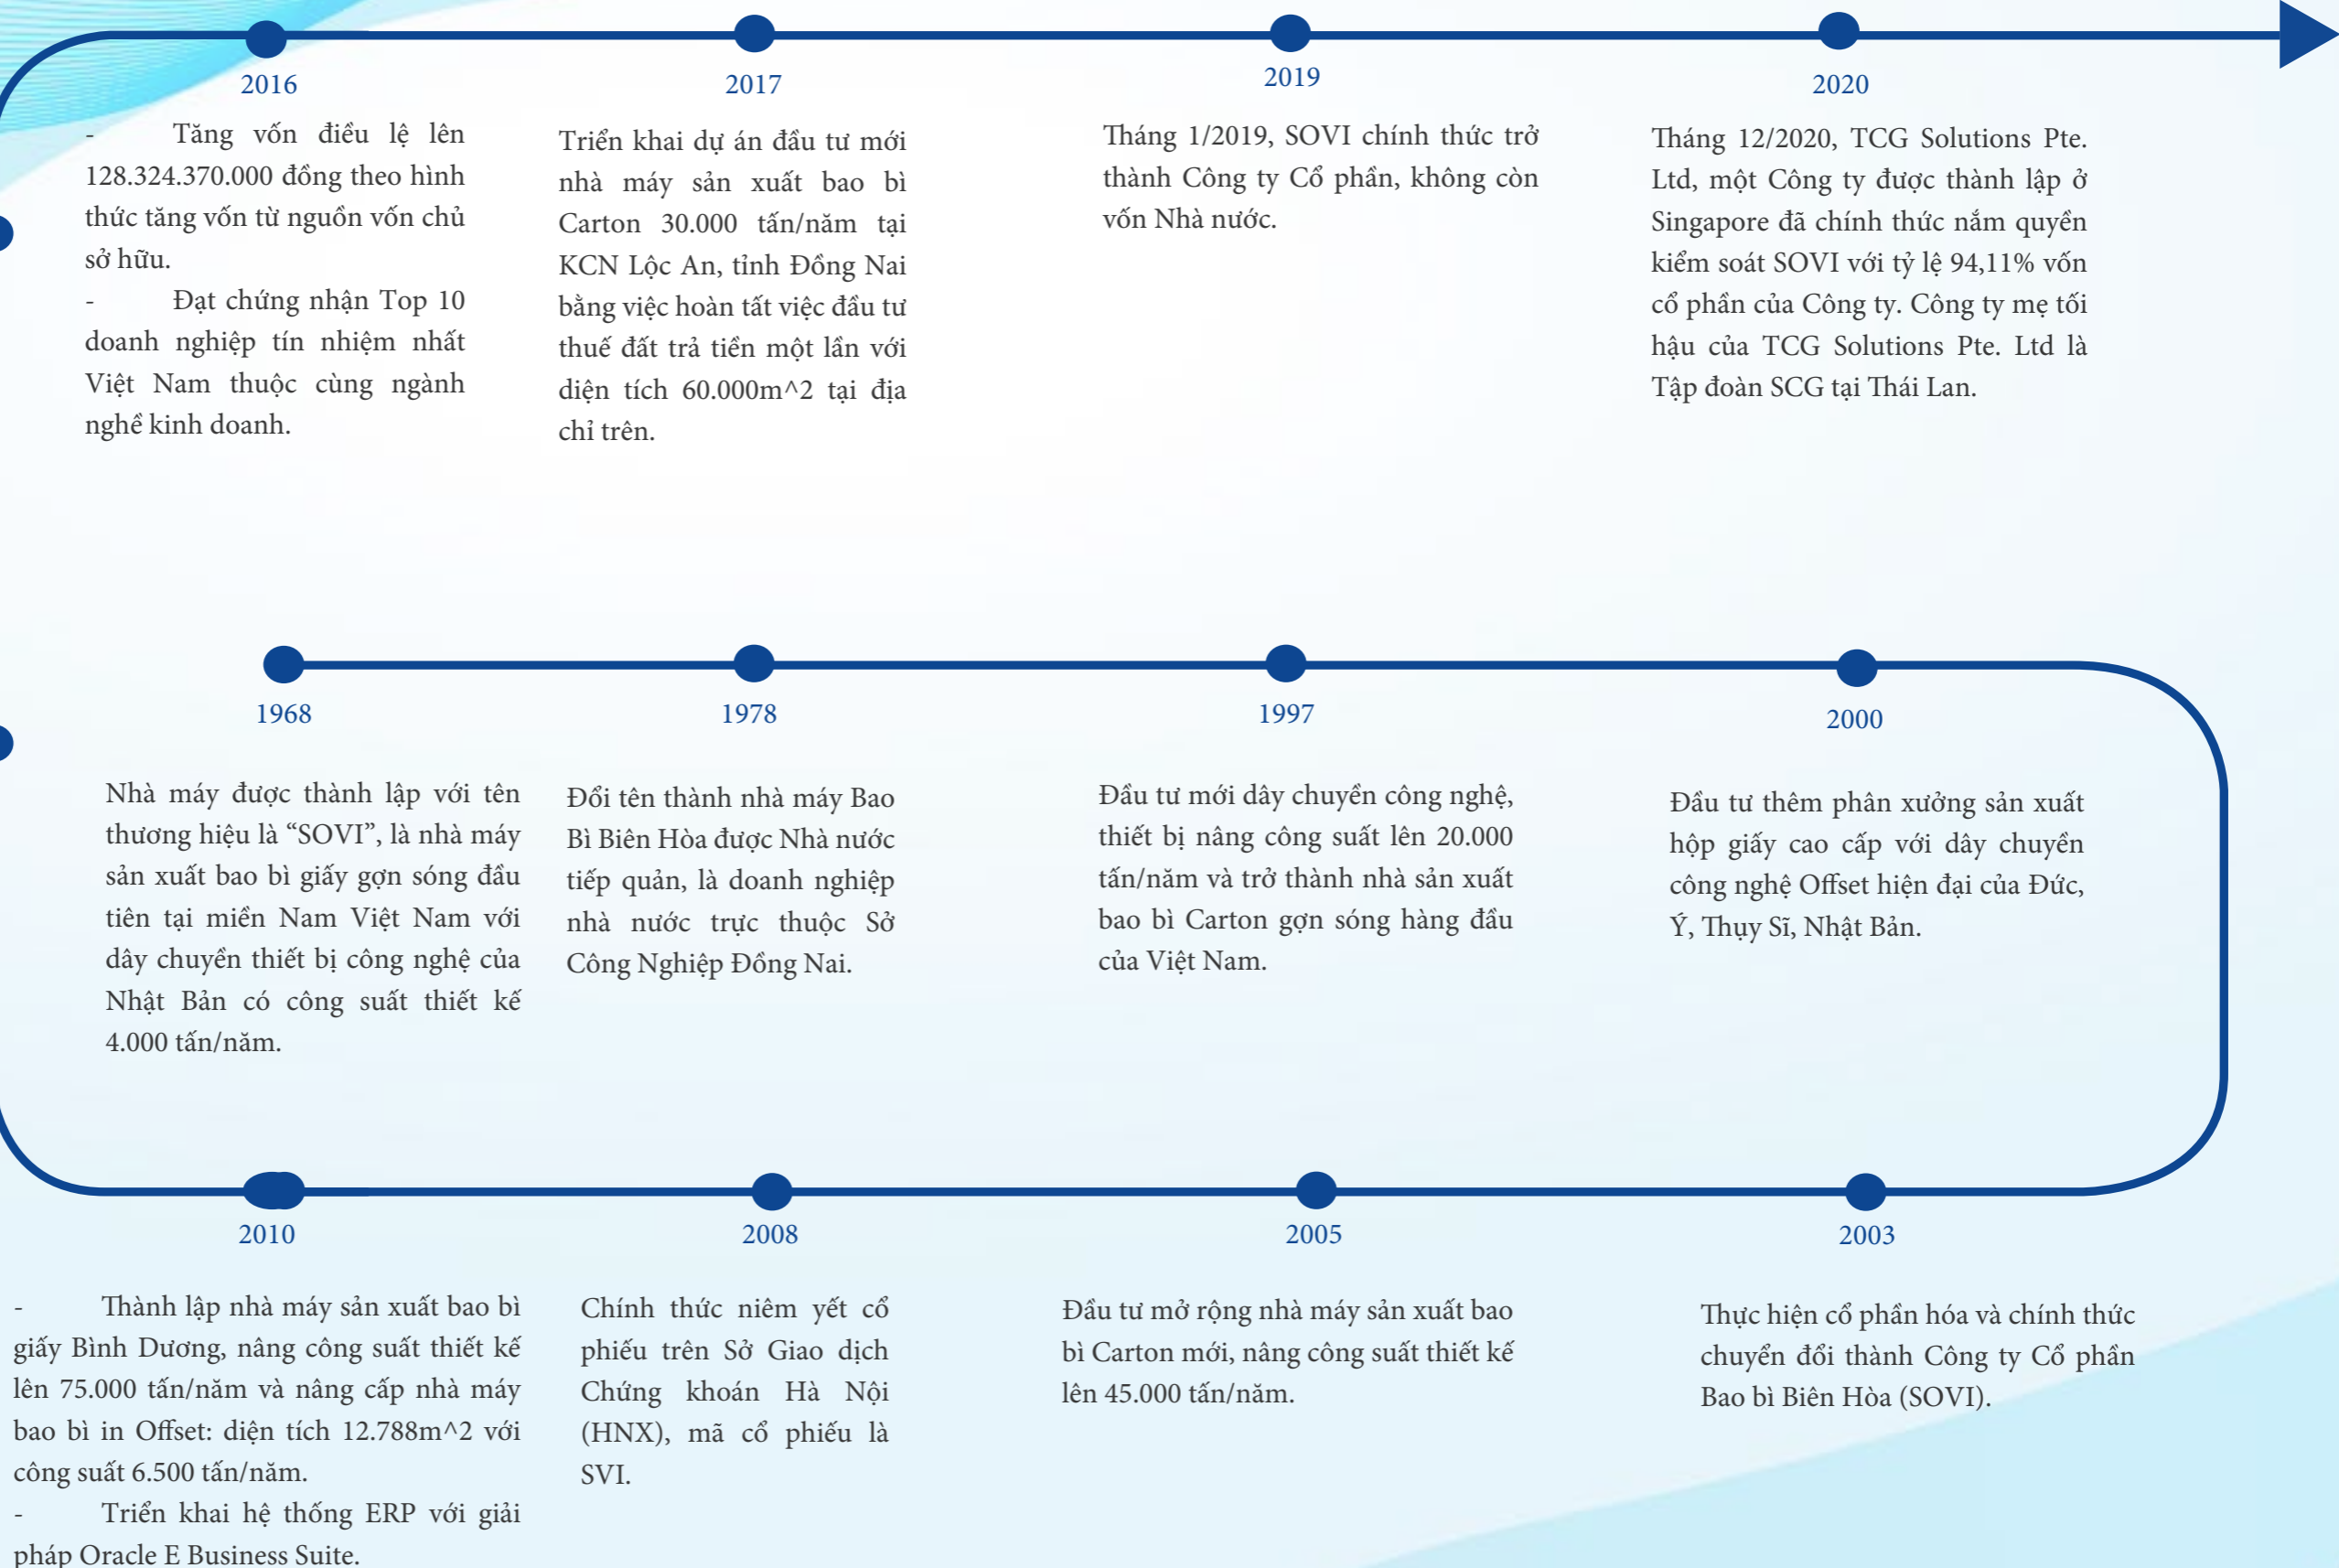 2016
- Tăng vốn điều lệ lên
128.324.370.000 đồng theo hình
thức tăng vốn từ nguồn vốn chủ
sở hữu.
- Đạt chứng nhận Top 10
doanh nghiệp tín nhiệm nhất
Việt Nam thuộc cùng ngành
nghề kinh doanh.
2017
Triển khai dự án đầu tư mới
nhà máy sản xuất bao bì
Carton 30.000 tấn/năm tại
KCN Lộc An, tỉnh Đồng Nai
bằng việc hoàn tất việc đầu tư
thuế đất trả tiền một lần với
diện tích 60.000m^2 tại địa
chỉ trên.
2019
Tháng 1/2019, SOVI chính thức trở
thành Công ty Cổ phần, không còn
vốn Nhà nước.
2020
Tháng 12/2020, TCG Solutions Pte.
Ltd, một Công ty được thành lập ở
Singapore đã chính thức nắm quyền
kiểm soát SOVI với tỷ lệ 94,11% vốn
cổ phần của Công ty. Công ty mẹ tối
hậu của TCG Solutions Pte. Ltd là
Tập đoàn SCG tại Thái Lan.
1968
Nhà máy được thành lập với tên
thương hiệu là “SOVI”, là nhà máy
sản xuất bao bì giấy gợn sóng đầu
tiên tại miền Nam Việt Nam với
dây chuyền thiết bị công nghệ của
Nhật Bản có công suất thiết kế
4.000 tấn/năm.
1978
Đổi tên thành nhà máy Bao
Bì Biên Hòa được Nhà nước
tiếp quản, là doanh nghiệp
nhà nước trực thuộc Sở
Công Nghiệp Đồng Nai.
1997
Đầu tư mới dây chuyền công nghệ,
thiết bị nâng công suất lên 20.000
tấn/năm và trở thành nhà sản xuất
bao bì Carton gợn sóng hàng đầu
của Việt Nam.
2000
Đầu tư thêm phân xưởng sản xuất
hộp giấy cao cấp với dây chuyền
công nghệ Offset hiện đại của Đức,
Ý, Thụy Sĩ, Nhật Bản.
2010
- Thành lập nhà máy sản xuất bao bì
giấy Bình Dương, nâng công suất thiết kế
lên 75.000 tấn/năm và nâng cấp nhà máy
bao bì in Offset: diện tích 12.788m^2 với
công suất 6.500 tấn/năm.
- Triển khai hệ thống ERP với giải
pháp Oracle E Business Suite.
2008
Chính thức niêm yết cổ
phiếu trên Sở Giao dịch
Chứng khoán Hà Nội
(HNX), mã cổ phiếu là
SVI.
2005
Đầu tư mở rộng nhà máy sản xuất bao
bì Carton mới, nâng công suất thiết kế
lên 45.000 tấn/năm.
2003
Thực hiện cổ phần hóa và chính thức
chuyển đổi thành Công ty Cổ phần
Bao bì Biên Hòa (SOVI).